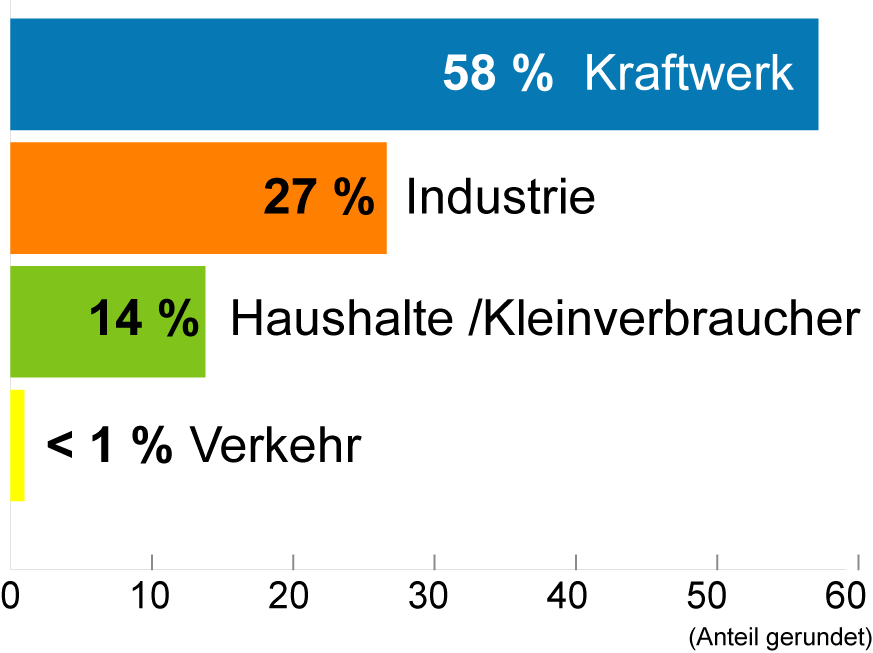 58 % Kraftwerk
27 % Industrie
14 % Haushalte /Kleinverbraucher
< 1 % Verkehr
0 10 20 30 40 50 60
(Anteil gerundet)